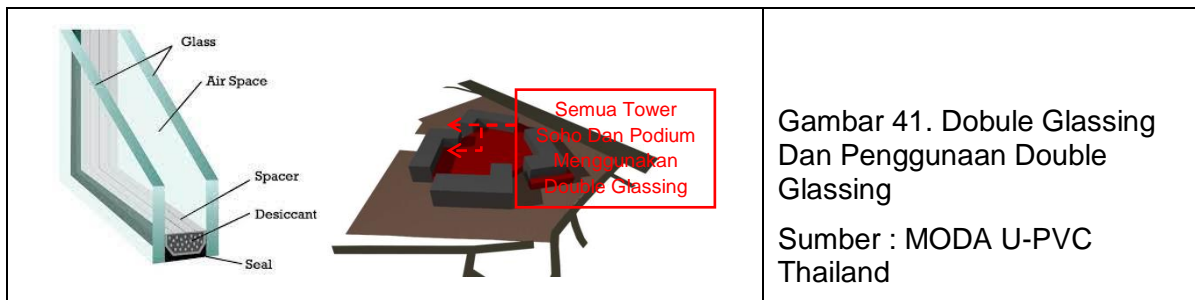 Glass
Air Space
Spacer
Desiccant
Seal
Semua Tower
Soho Dan Podium
Menggunakan
Double Glassing
Gambar 41. Dobule Glassing
Dan Penggunaan Double
Glassing
Sumber : MODA U-PVC
Thailand